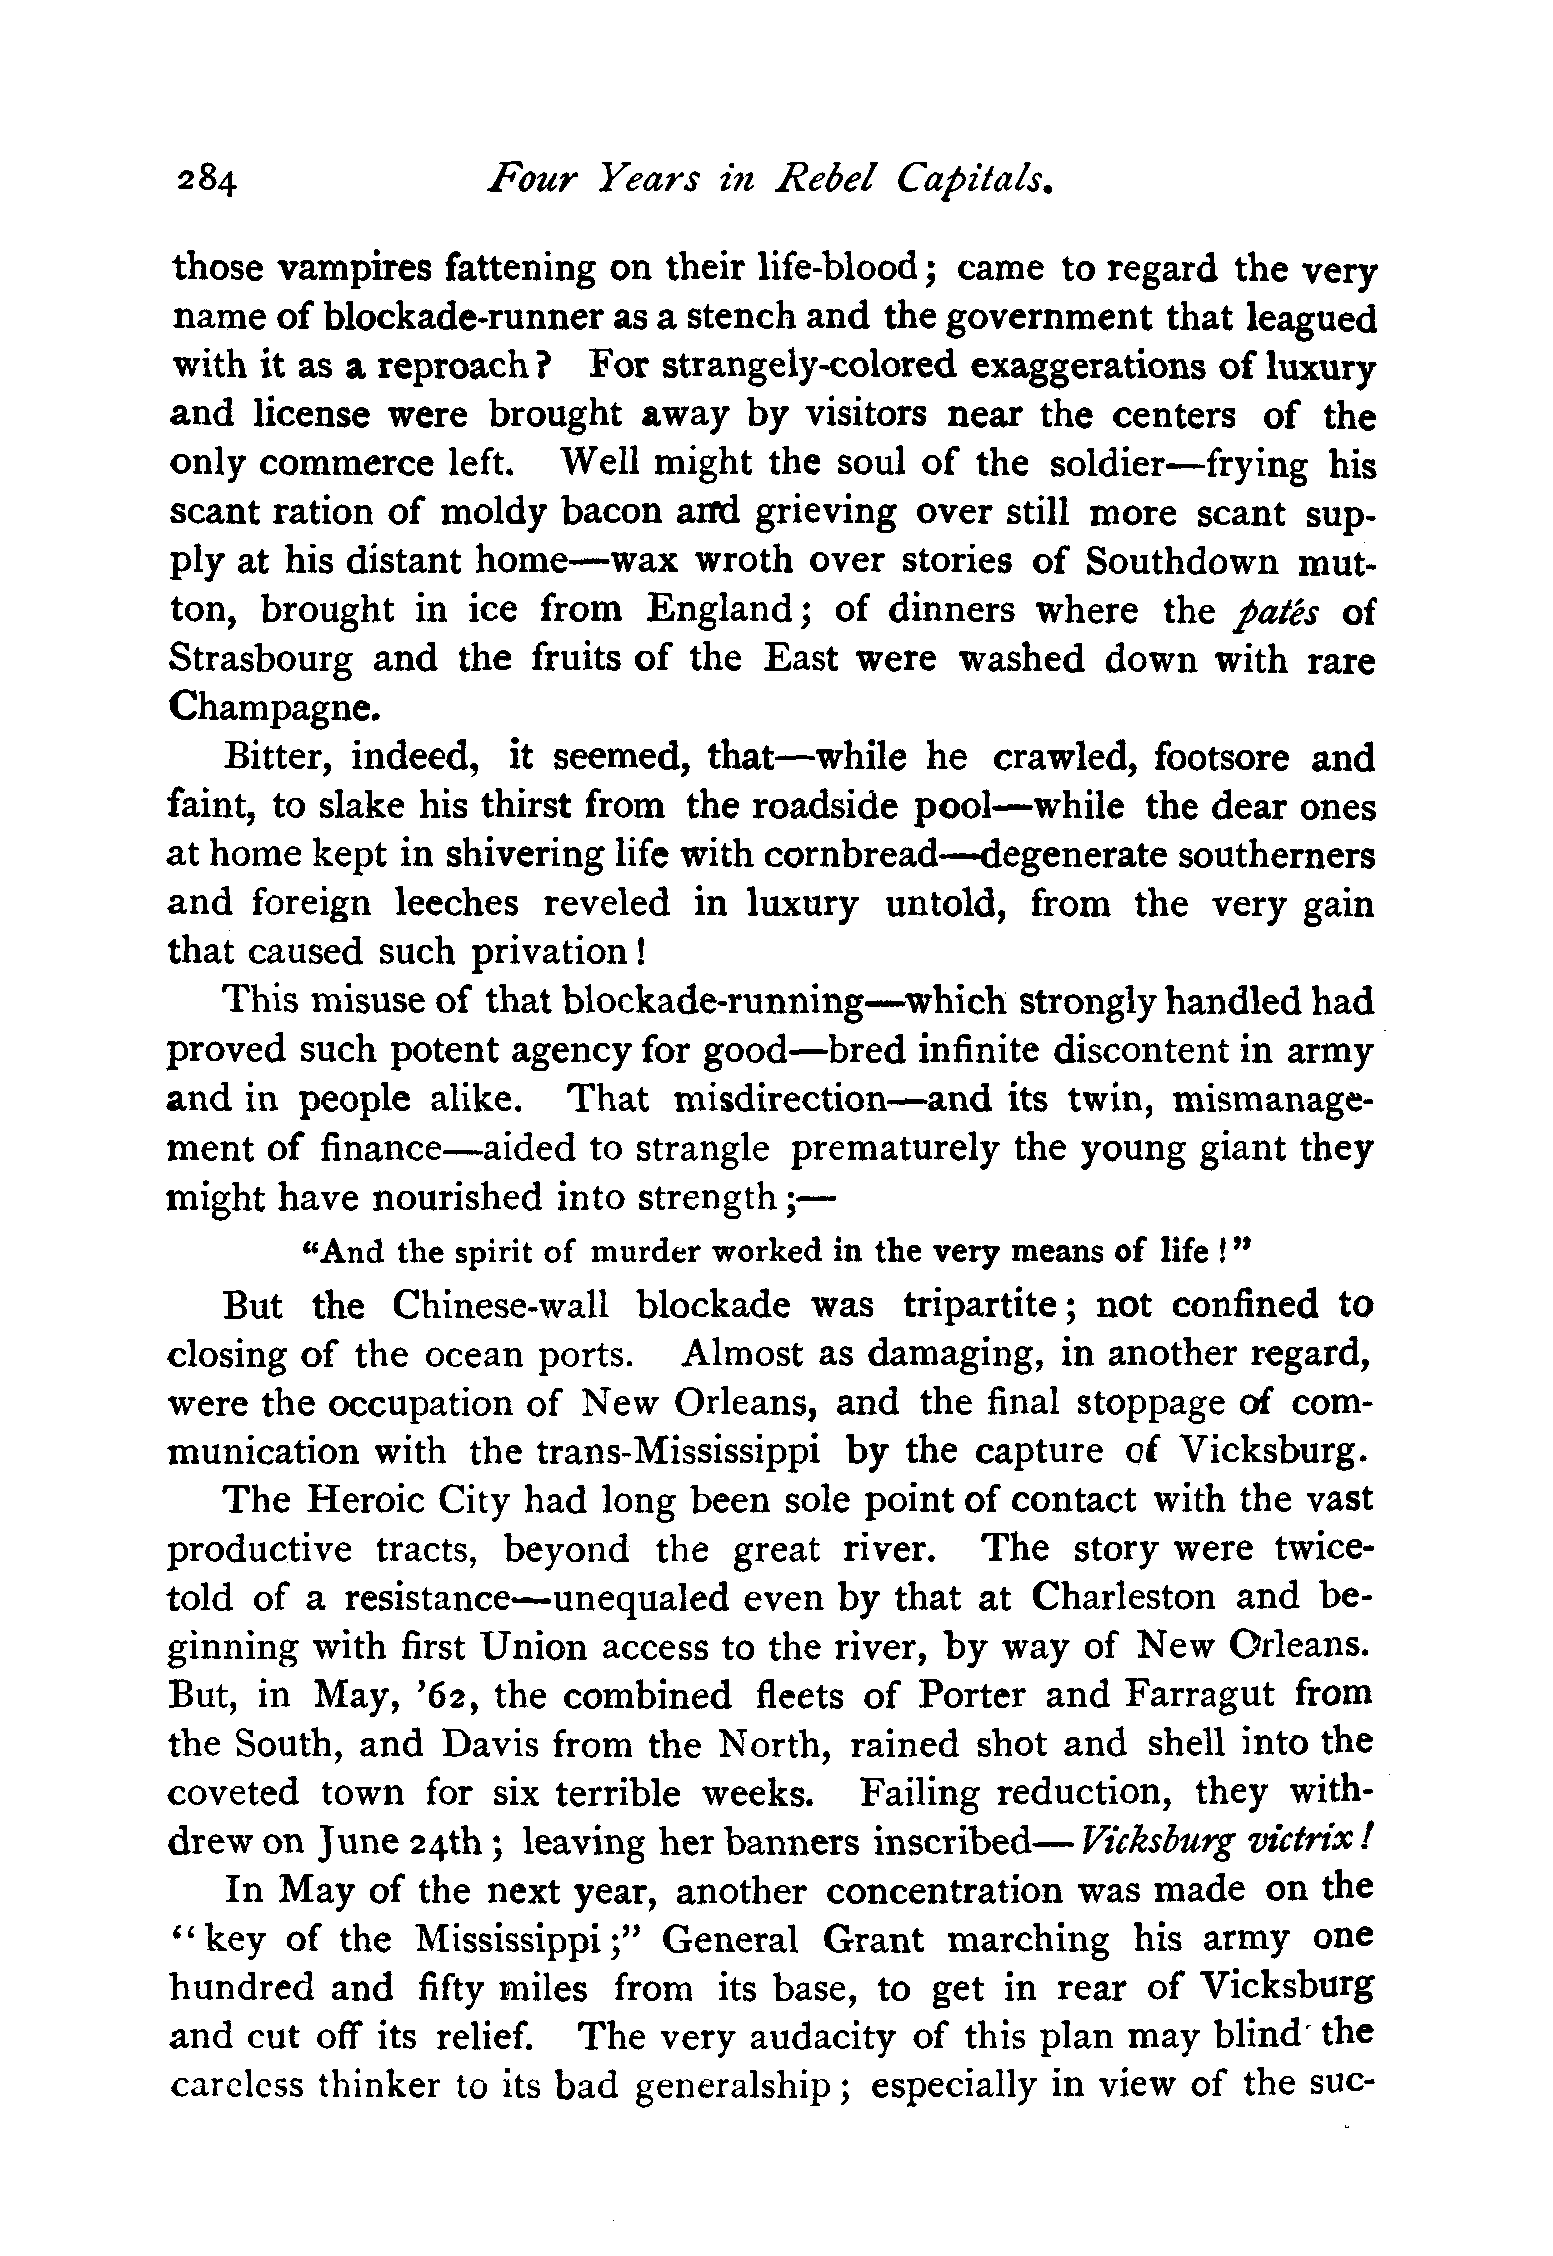 284 Four Years in Rebel Capitals.
those vampires fattening on their life-blood; came to regard the very
name of blockade-runner as a stench and the government that leagued
with it as a reproach? For strangely-colored exaggerations of luxury
and license were brought away by visitors near the centers of the
only commerce left. Well might the soul of the soldier—frying his
scant ration of moldy bacon and grieving over still more scant sup-
ply at his distant home—wax wroth over stories of Southdown mut-
ton, brought in ice from England; of dinners where the patés of
Strasbourg and the fruits of the East were washed down with rare
Champagne.
Bitter, indeed, it seemed, that—while he crawled, footsore and
faint, to slake his thirst from the roadside pool—while the dear ones
at home kept in shivering life with cornbread—degenerate southerners
and foreign leeches reveled in luxury untold, from the very gain
that caused such privation!
This misuse of that blockade-running—which strongly handled had
proved such potent agency for good—bred infinite discontent in army
and in people alike. That misdirection—and its twin, mismanage-
ment of finance—aided to strangle prematurely the young giant they
might have nourished into strength;—
"And the spirit of murder worked in the very means of life!"
But the Chinese-wall blockade was tripartite; not confined to
closing of the ocean ports. Almost as damaging, in another regard,
were the occupation of New Orleans, and the final stoppage of com-
munication with the trans-Mississippi by the capture of Vicksburg.
The Heroic City had long been sole point of contact with the vast
productive tracts, beyond the great river. The story were twice-
told of a resistance—unequaled even by that at Charleston and be-
ginning with first Union access to the river, by way of New Orleans.
But, in May, '62, the combined fleets of Porter and Farragut from
the South, and Davis from the North, rained shot and shell into the
coveted town for six terrible weeks. Failing reduction, they with-
drew on June 24th; leaving her banners inscribed—Vicksburg victrix!
In May of the next year, another concentration was made on the
"key of the Mississippi;" General Grant marching his army one
hundred and fifty miles from its base, to get in rear of Vicksburg
and cut off its relief. The very audacity of this plan may blind the
careless thinker to its bad generalship; especially in view of the suc-